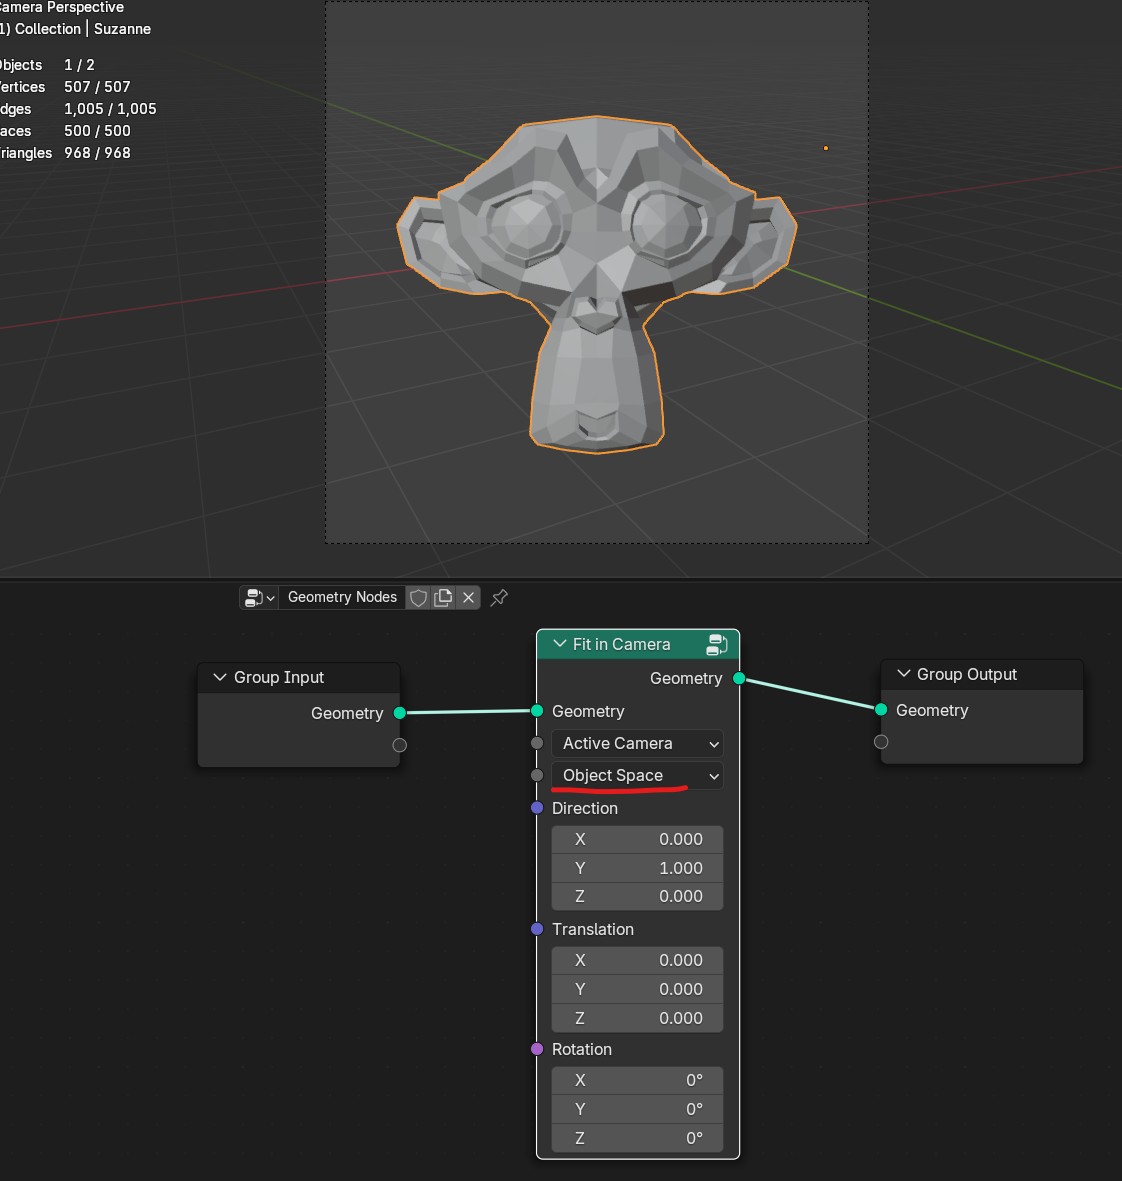 amera Perspective
1) Collection | Suzanne
bjects 1 / 2
ertices 507 / 507
dges 1,005 / 1,005
aces 500 / 500
riangles 968 / 968
Geometry Nodes
Group Input
Geometry
Fit in Camera
Geometry
Geometry
Active Camera
Object Space
Direction
X 0.000
Y 1.000
Z 0.000
Translation
X 0.000
Y 0.000
Z 0.000
Rotation
X 0°
Y 0°
Z 0°
Group Output
Geometry